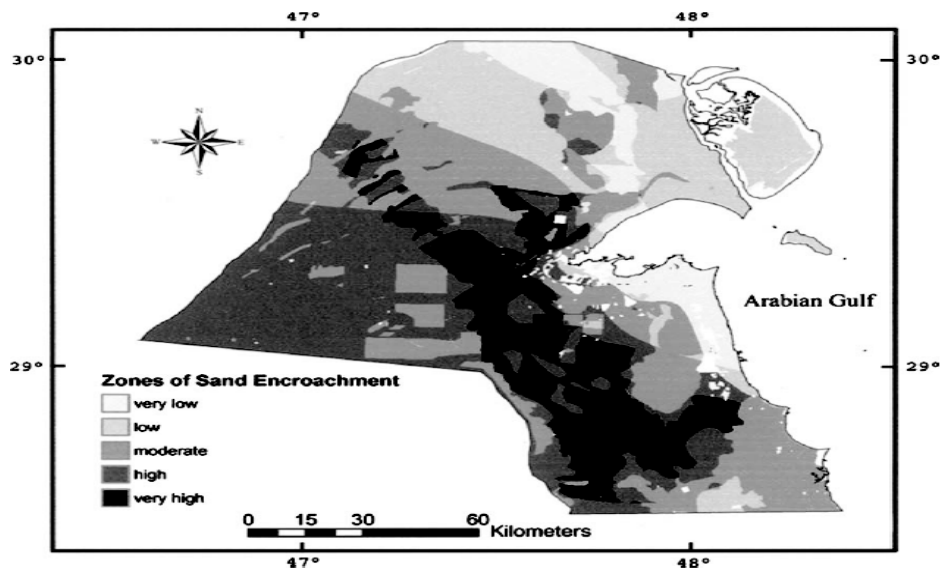 47° 48°
30° 30°
N
W E
S
Arabian Gulf
29° 29°
Zones of Sand Encroachment
very low
low
moderate
high
very high
0 15 30 60
Kilometers
47° 48°